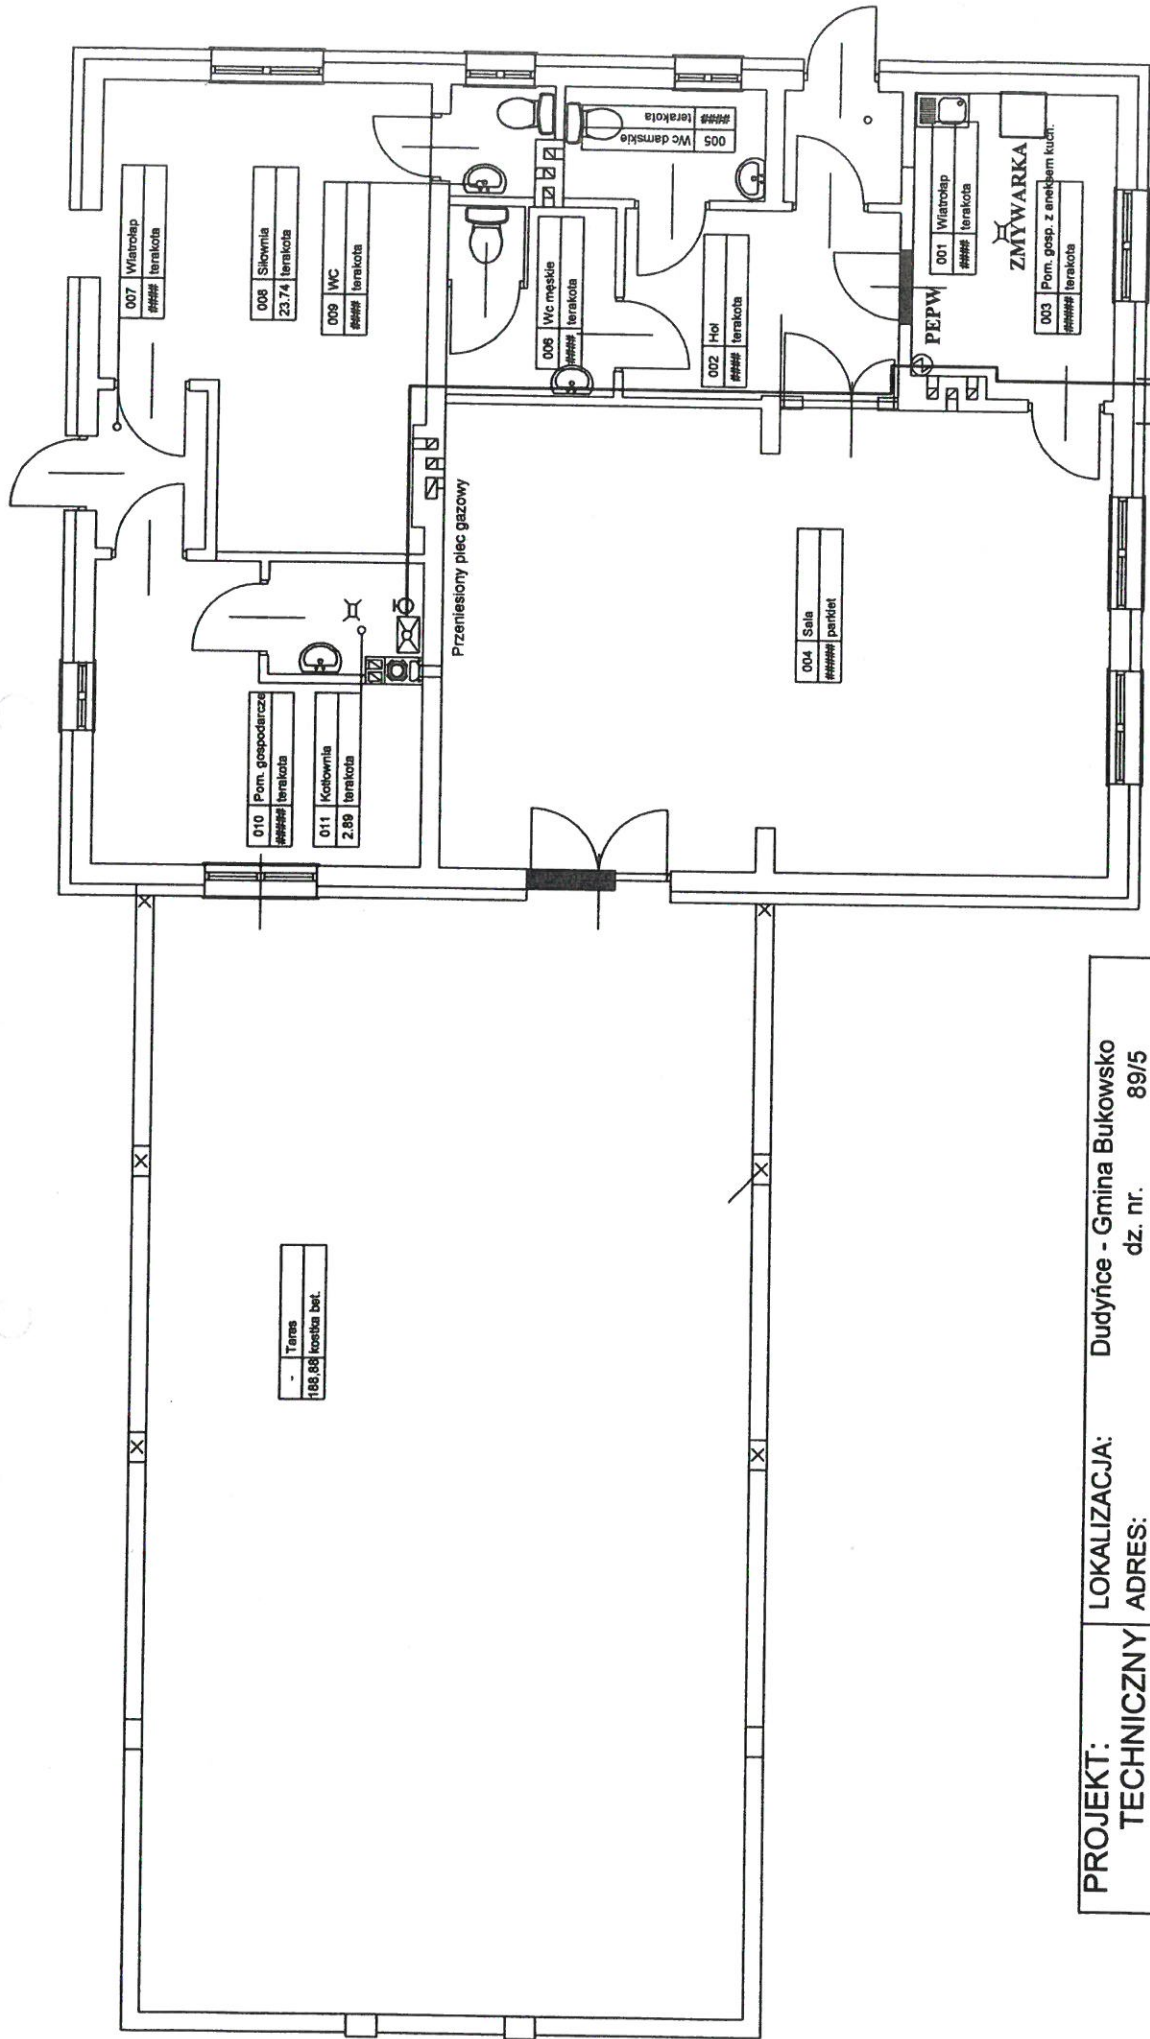 007 Wiatrołap
#### terakota
008 Siłownia
23.74 terakota
009 WC
#### terakota
010 Pom. gospodarcze
##### terakota
011 Kotłownia
2.89 terakota
Przeniesiony piec gazowy
005 Wc damskie
#### terakota
006 Wc męskie
#### terakota
002 Hol
#### terakota
001 Wiatrołap
#### terakota
ZMYWARKA
PEPW
003 Pom. gosp. z aneksem kuch.
##### terakota
004 Sala
##### parkiet
- Taras
188,88 kostka bet.
PROJEKT:
TECHNICZNY
LOKALIZACJA: Dudyńce - Gmina Bukowsko
ADRES: dz. nr. 89/5